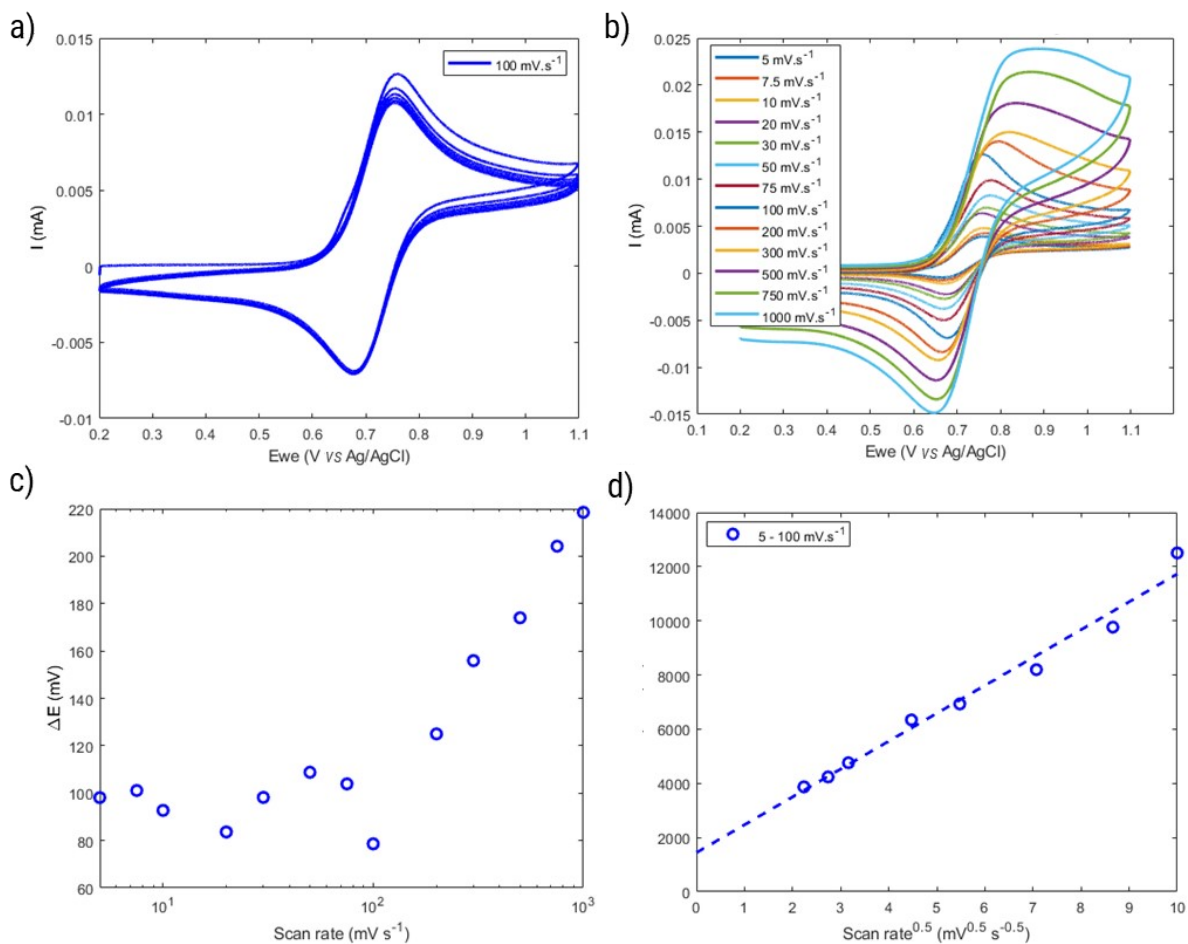 a)
0.015
0.01
0.005
0
-0.005
-0.01
I (mA)
100 mV.s⁻¹
0.2 0.3 0.4 0.5 0.6 0.7 0.8 0.9 1 1.1
Ewe (V vs Ag/AgCl)
b)
0.025
0.02
0.015
0.01
0.005
0
-0.005
-0.01
-0.015
I (mA)
5 mV.s⁻¹
7.5 mV.s⁻¹
10 mV.s⁻¹
20 mV.s⁻¹
30 mV.s⁻¹
50 mV.s⁻¹
75 mV.s⁻¹
100 mV.s⁻¹
200 mV.s⁻¹
300 mV.s⁻¹
500 mV.s⁻¹
750 mV.s⁻¹
1000 mV.s⁻¹
0.1 0.2 0.3 0.4 0.5 0.6 0.7 0.8 0.9 1 1.1
Ewe (V vs Ag/AgCl)
c)
220
200
180
160
140
120
100
80
60
ΔE (mV)
10¹ 10² 10³
Scan rate (mV s⁻¹)
d)
14000
12000
10000
8000
6000
4000
2000
0
5 - 100 mV.s⁻¹
0 1 2 3 4 5 6 7 8 9 10
Scan rate⁰·⁵ (mV⁰·⁵ s⁻⁰·⁵)